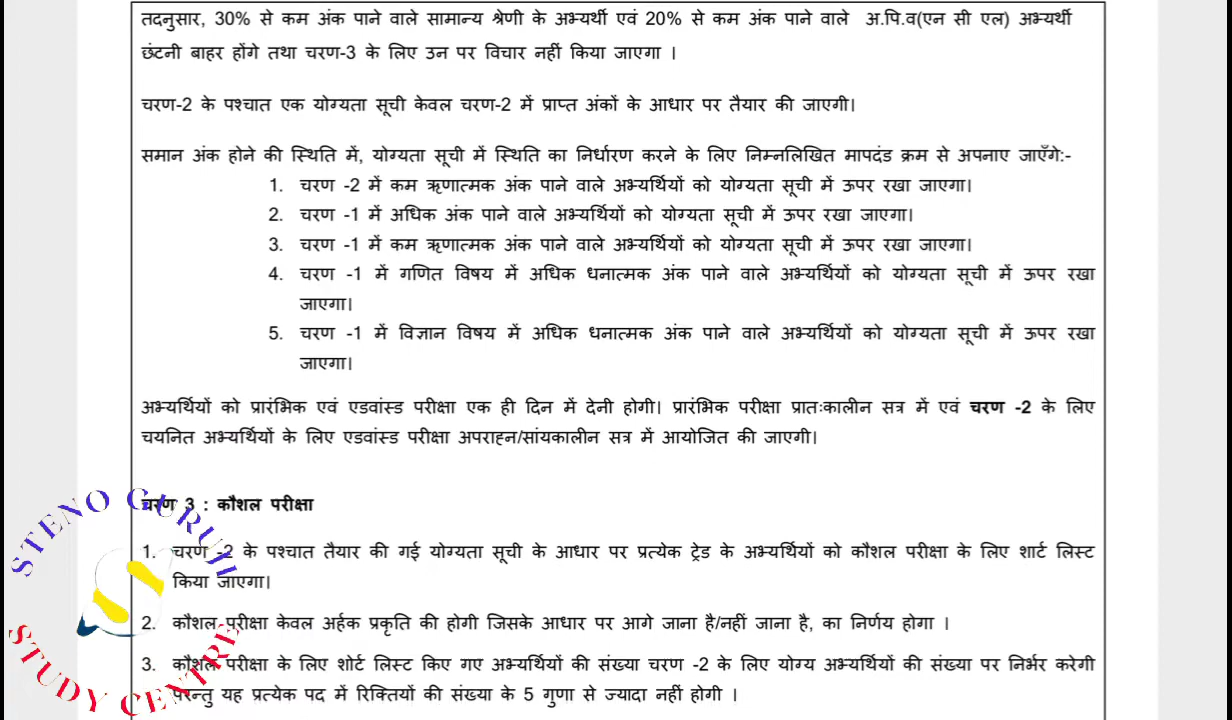 तदनुसार, 30% से कम अंक पाने वाले सामान्य श्रेणी के अभ्यर्थी एवं 20% से कम अंक पाने वाले अ.पि.व(एन सी एल) अभ्यर्थी
छंटनी बाहर होंगे तथा चरण-3 के लिए उन पर विचार नहीं किया जाएगा ।
चरण-2 के पश्चात एक योग्यता सूची केवल चरण-2 में प्राप्त अंकों के आधार पर तैयार की जाएगी।
समान अंक होने की स्थिति में, योग्यता सूची में स्थिति का निर्धारण करने के लिए निम्नलिखित मापदंड क्रम से अपनाए जाएँगे:-
1. चरण -2 में कम ऋणात्मक अंक पाने वाले अभ्यर्थियों को योग्यता सूची में ऊपर रखा जाएगा।
2. चरण -1 में अधिक अंक पाने वाले अभ्यर्थियों को योग्यता सूची में ऊपर रखा जाएगा।
3. चरण -1 में कम ऋणात्मक अंक पाने वाले अभ्यर्थियों को योग्यता सूची में ऊपर रखा जाएगा।
4. चरण -1 में गणित विषय में अधिक धनात्मक अंक पाने वाले अभ्यर्थियों को योग्यता सूची में ऊपर रखा
जाएगा।
5. चरण -1 में विज्ञान विषय में अधिक धनात्मक अंक पाने वाले अभ्यर्थियों को योग्यता सूची में ऊपर रखा
जाएगा।
अभ्यर्थियों को प्रारंभिक एवं एडवांस्ड परीक्षा एक ही दिन में देनी होगी। प्रारंभिक परीक्षा प्रातःकालीन सत्र में एवं चरण -2 के लिए
चयनित अभ्यर्थियों के लिए एडवांस्ड परीक्षा अपराह्न/सांयकालीन सत्र में आयोजित की जाएगी।
चरण 3 : कौशल परीक्षा
1. चरण -2 के पश्चात तैयार की गई योग्यता सूची के आधार पर प्रत्येक ट्रेड के अभ्यर्थियों को कौशल परीक्षा के लिए शार्ट लिस्ट
किया जाएगा।
2. कौशल परीक्षा केवल अर्हक प्रकृति की होगी जिसके आधार पर आगे जाना है/नहीं जाना है, का निर्णय होगा ।
3. कौशल परीक्षा के लिए शोर्ट लिस्ट किए गए अभ्यर्थियों की संख्या चरण -2 के लिए योग्य अभ्यर्थियों की संख्या पर निर्भर करेगी
परन्तु यह प्रत्येक पद में रिक्तियों की संख्या के 5 गुणा से ज्यादा नहीं होगी ।
STENO GURUJI
STUDY CENTRE